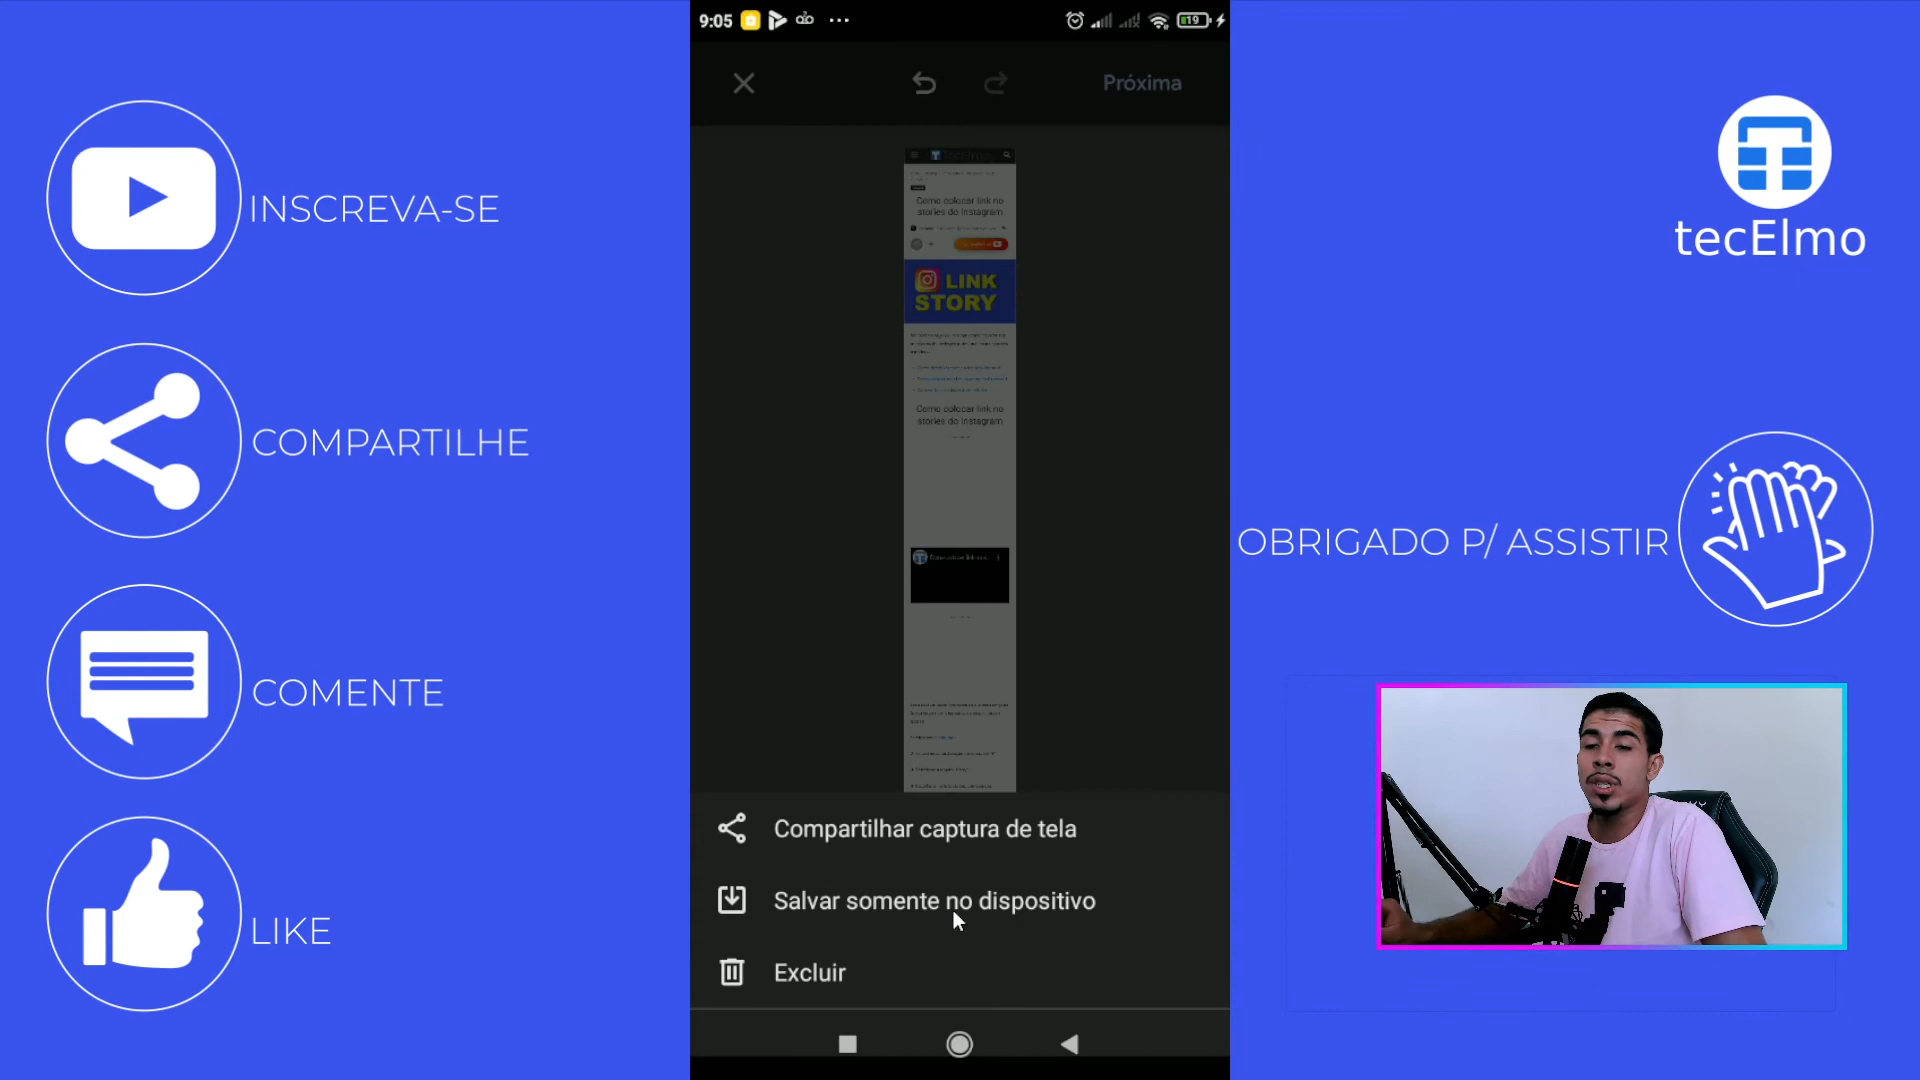 INSCREVA-SE
COMPARTILHE
COMENTE
LIKE
9:05
19
Próxima
Como colocar link no
stories do Instagram
LINK
STORY
Como colocar link no
stories do Instagram
Compartilhar captura de tela
Salvar somente no dispositivo
Excluir
tecElmo
OBRIGADO P/ ASSISTIR